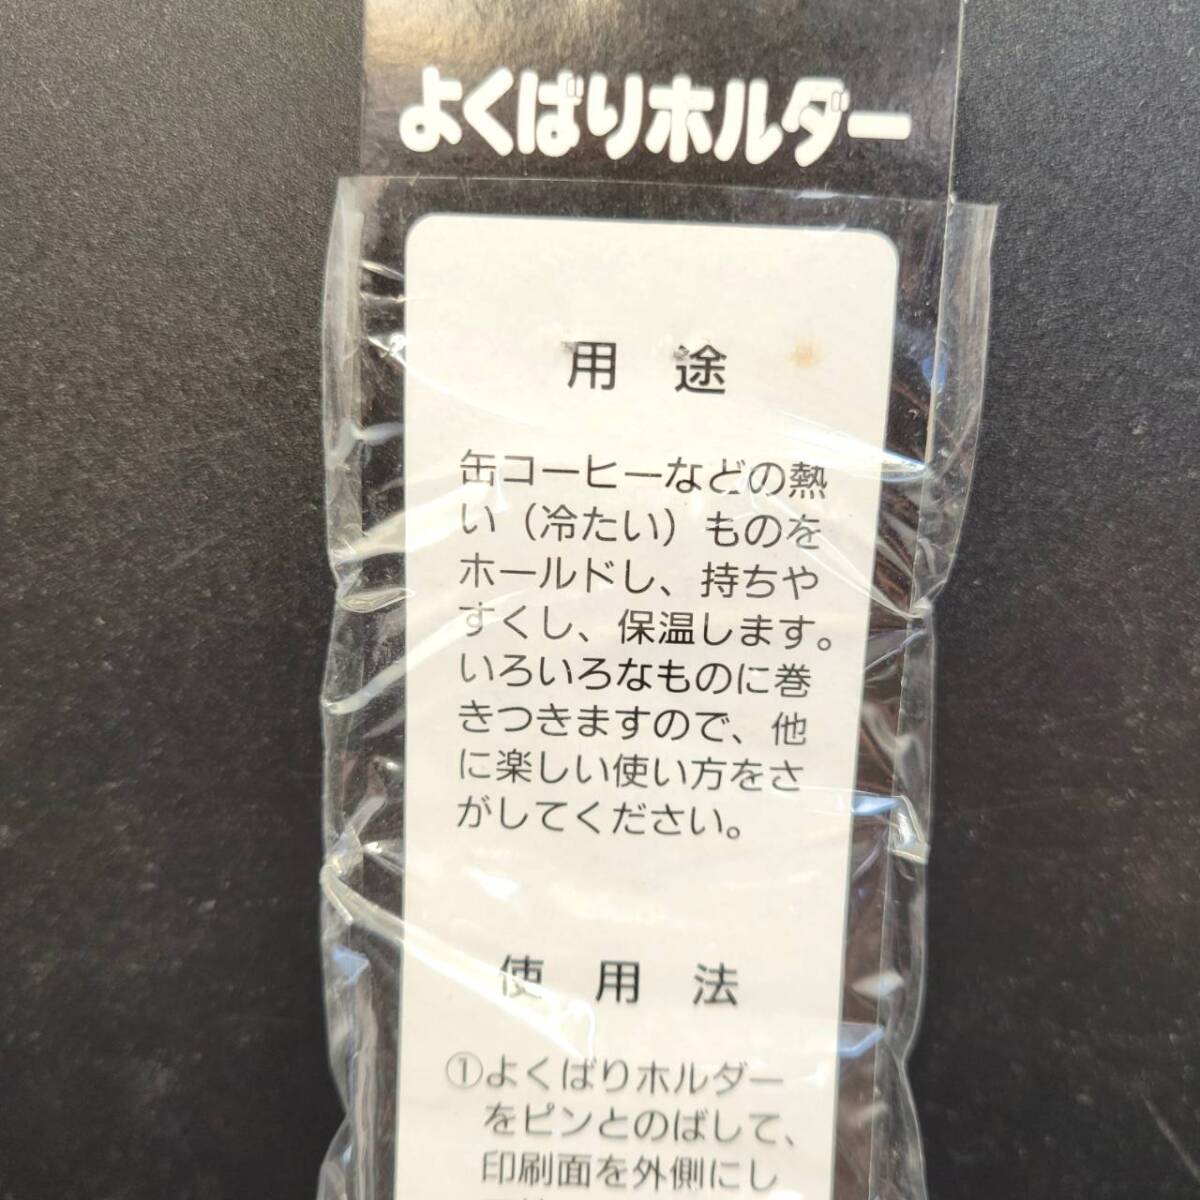 よくばりホルダー
用途
缶コーヒーなどの熱
い（冷たい）ものを
ホールドし、持ちや
すくし、保温します。
いろいろなものに巻
きつきますので、他
に楽しい使い方をさ
がしてください。
使用法
①よくばりホルダー
をピンとのばして、
印刷面を外側にし